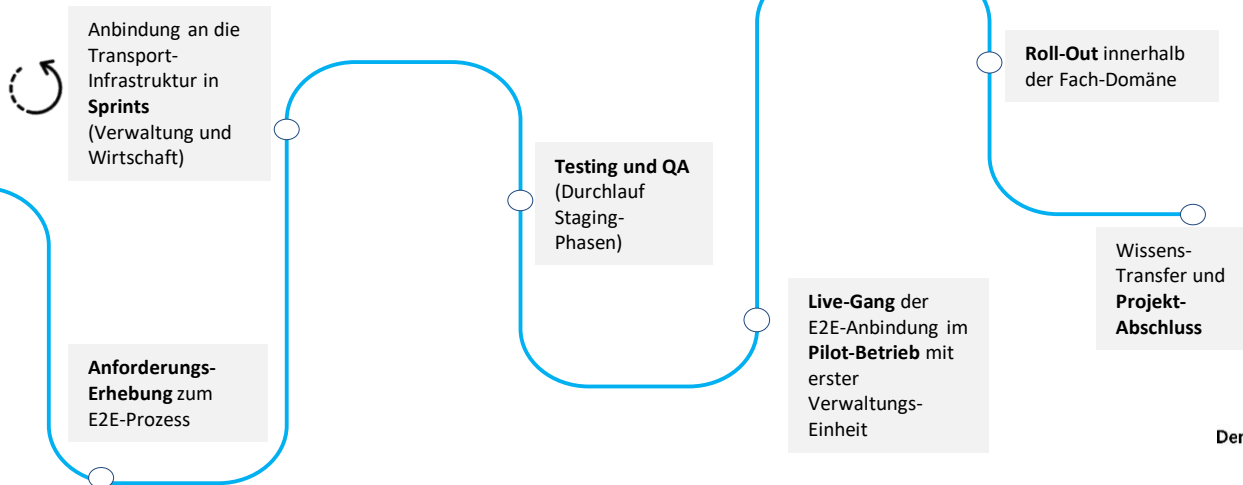 Anbindung an die
Transport-
Infrastruktur in
Sprints
(Verwaltung und
Wirtschaft)
Anforderungs-
Erhebung zum
E2E-Prozess
Testing und QA
(Durchlauf
Staging-
Phasen)
Live-Gang der
E2E-Anbindung im
Pilot-Betrieb mit
erster
Verwaltungs-
Einheit
Roll-Out innerhalb
der Fach-Domäne
Wissens-
Transfer und
Projekt-
Abschluss